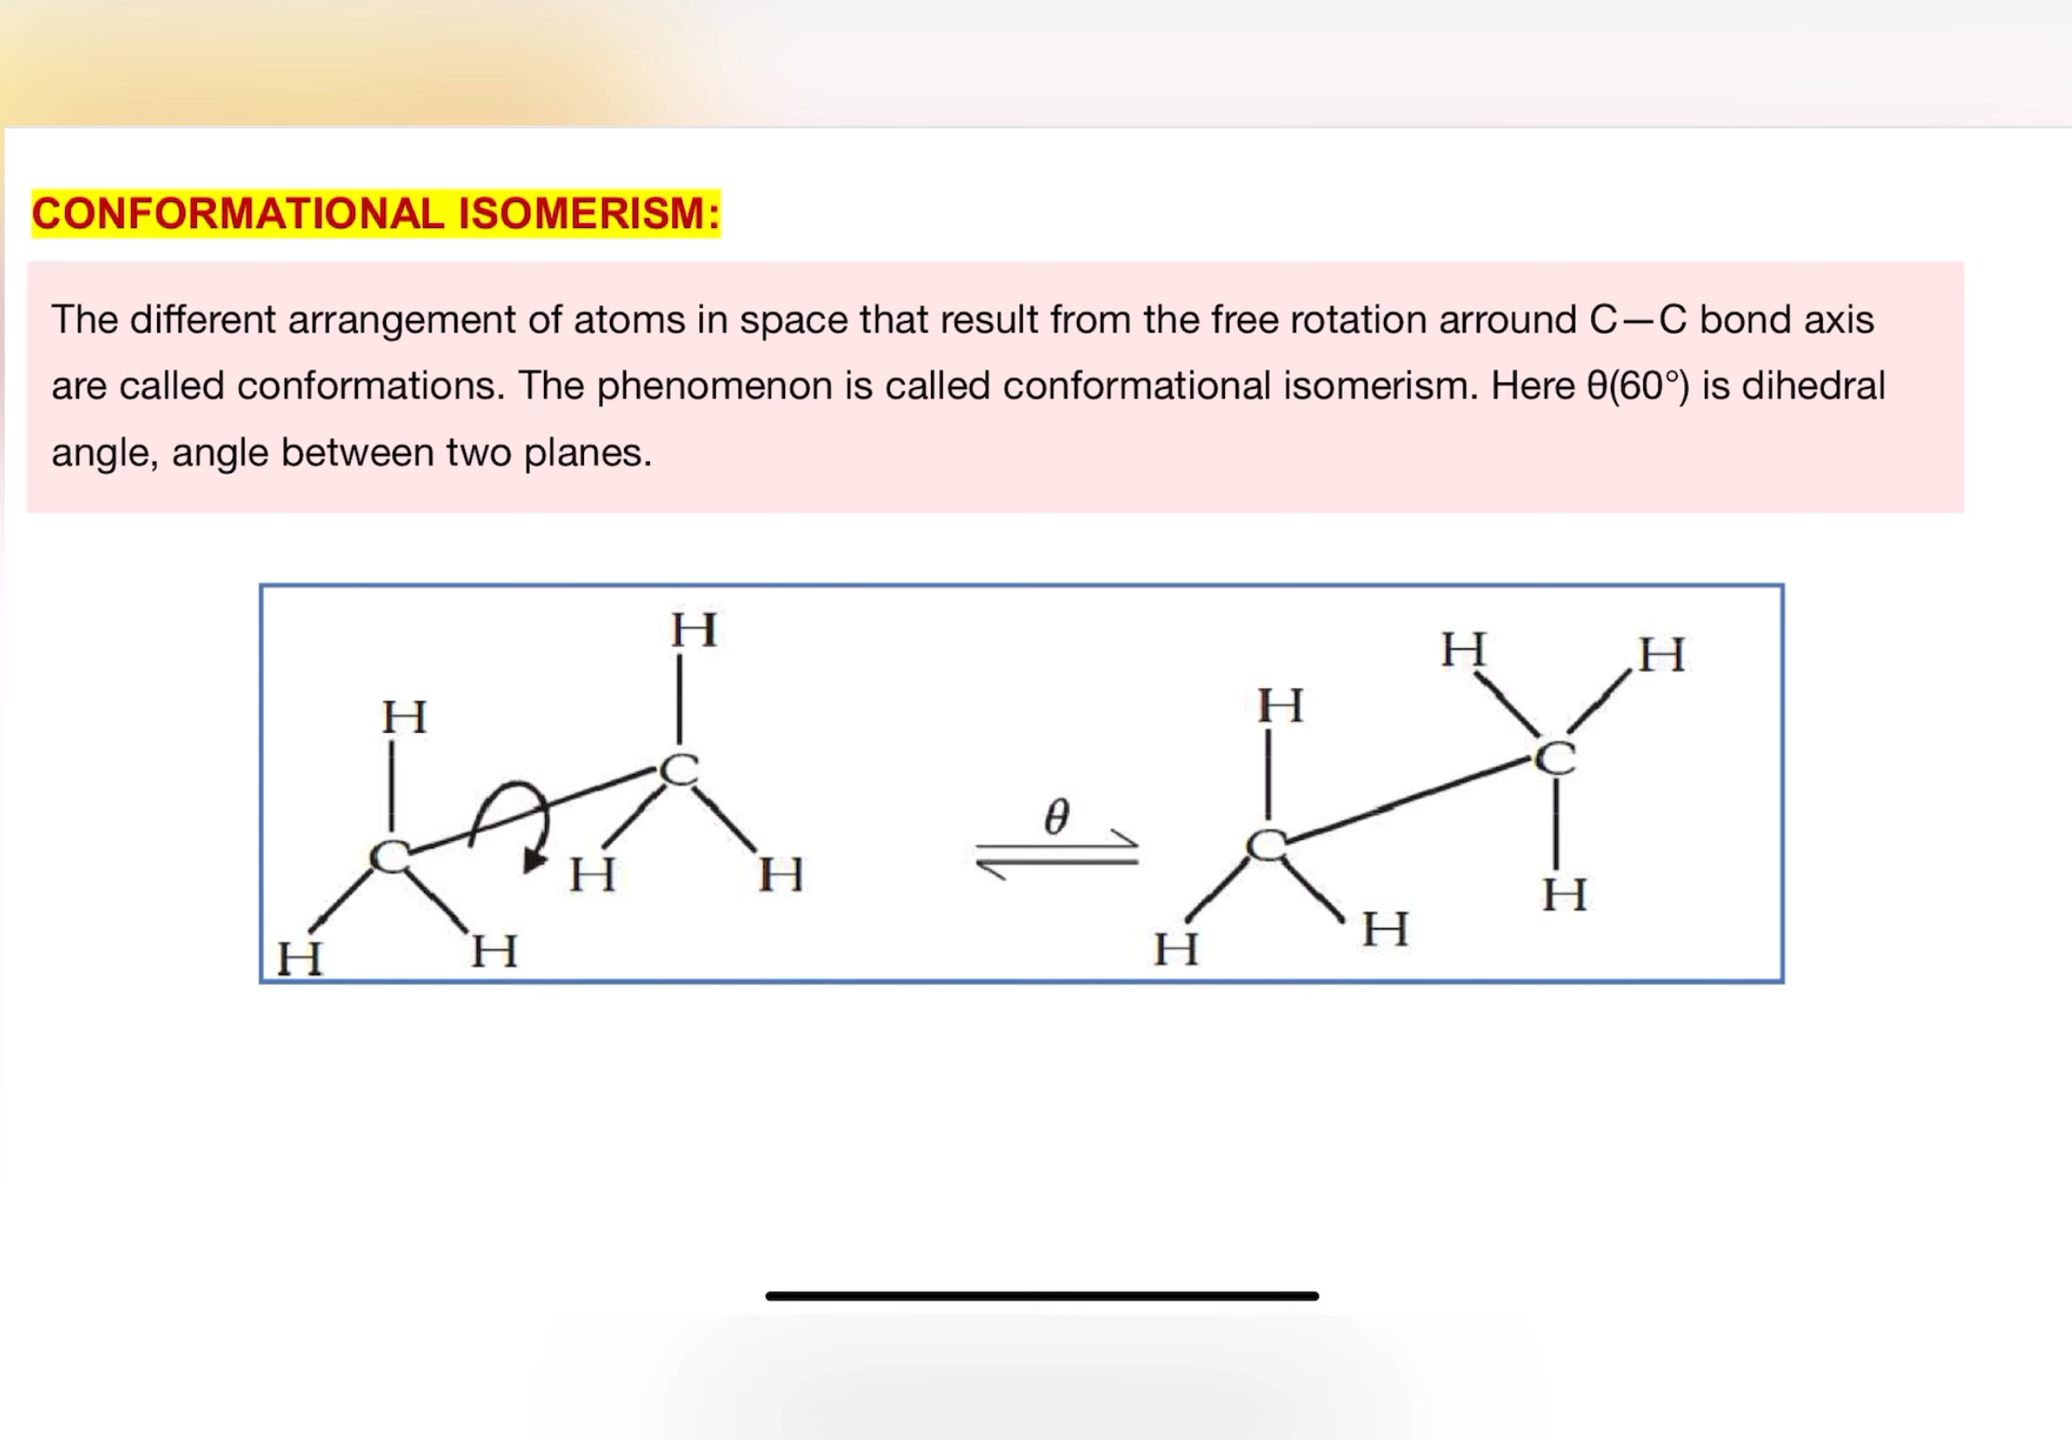 CONFORMATIONAL ISOMERISM:
The different arrangement of atoms in space that result from the free rotation arround C—C bond axis
are called conformations. The phenomenon is called conformational isomerism. Here θ(60°) is dihedral
angle, angle between two planes.
H H H H
H H
C C
C θ C
H H H
H H H H